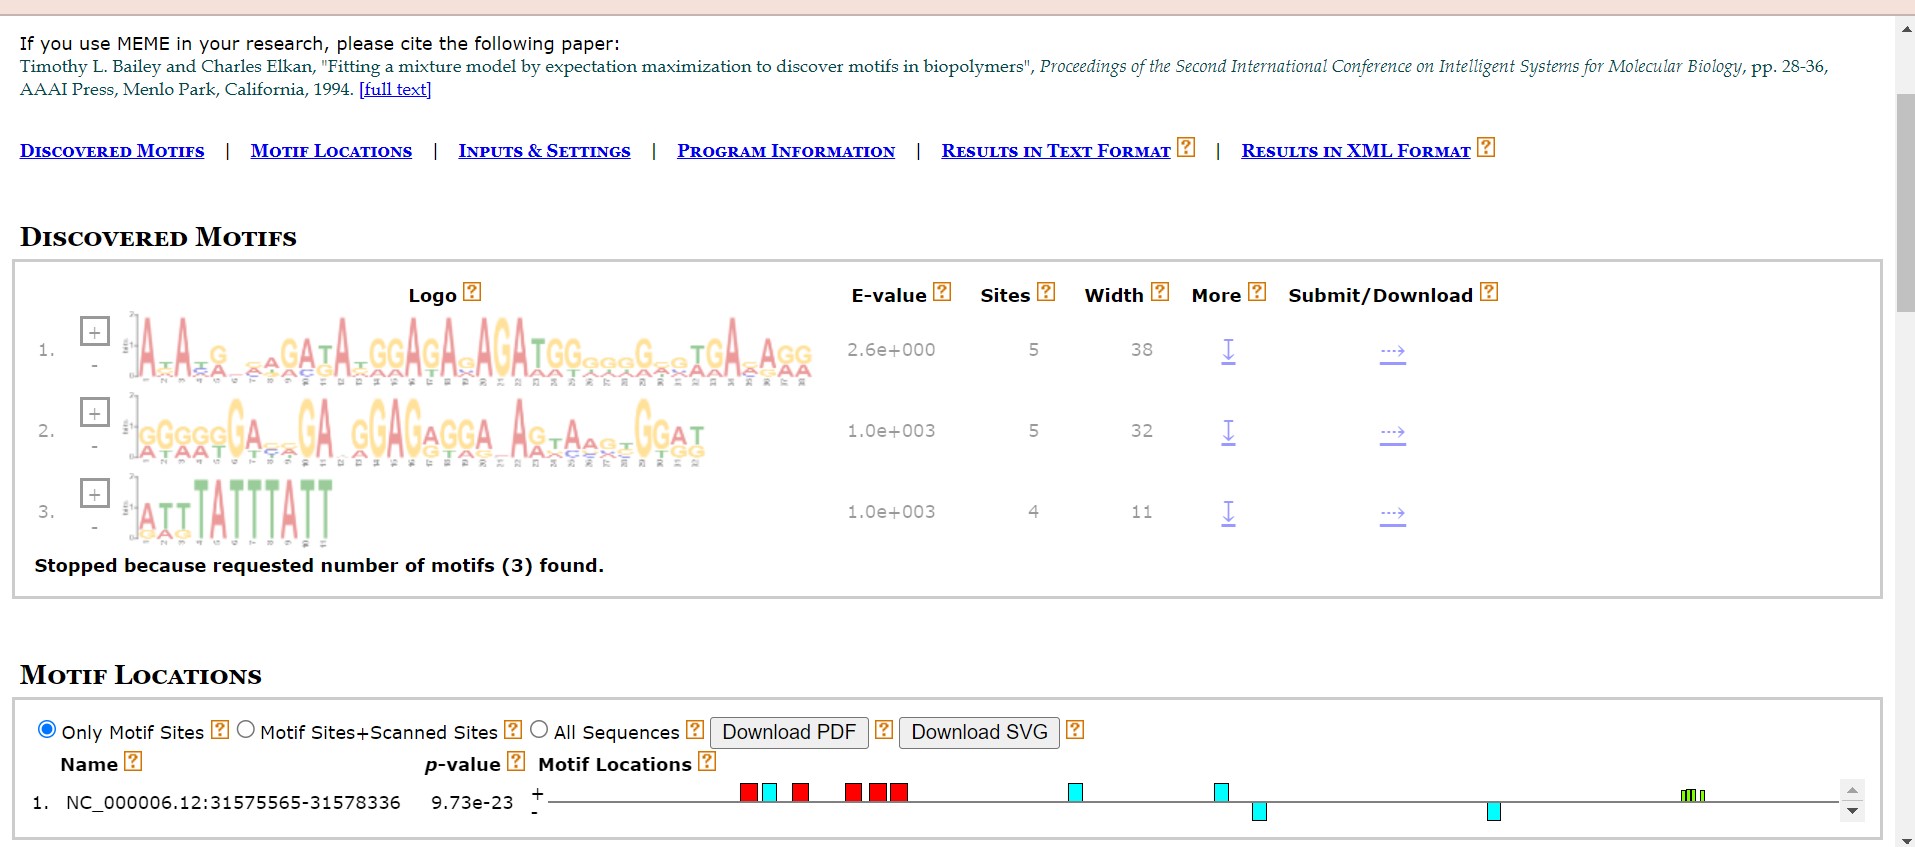 If you use MEME in your research, please cite the following paper:
Timothy L. Bailey and Charles Elkan, "Fitting a mixture model by expectation maximization to discover motifs in biopolymers", Proceedings of the Second International Conference on Intelligent Systems for Molecular Biology, pp. 28-36,
AAAI Press, Menlo Park, California, 1994. [full text]
Discovered Motifs | Motif Locations | Inputs & Settings | Program Information | Results in Text Format ? | Results in XML Format ?
Discovered Motifs
Logo ? E-value ? Sites ? Width ? More ? Submit/Download ?
1. + - 2.6e+000 5 38
2. + - 1.0e+003 5 32
3. + - 1.0e+003 4 11
Stopped because requested number of motifs (3) found.
Motif Locations
Only Motif Sites ? Motif Sites+Scanned Sites ? All Sequences ? Download PDF ? Download SVG ?
Name ? p-value ? Motif Locations ?
1. NC_000006.12:31575565-31578336 9.73e-23 + -